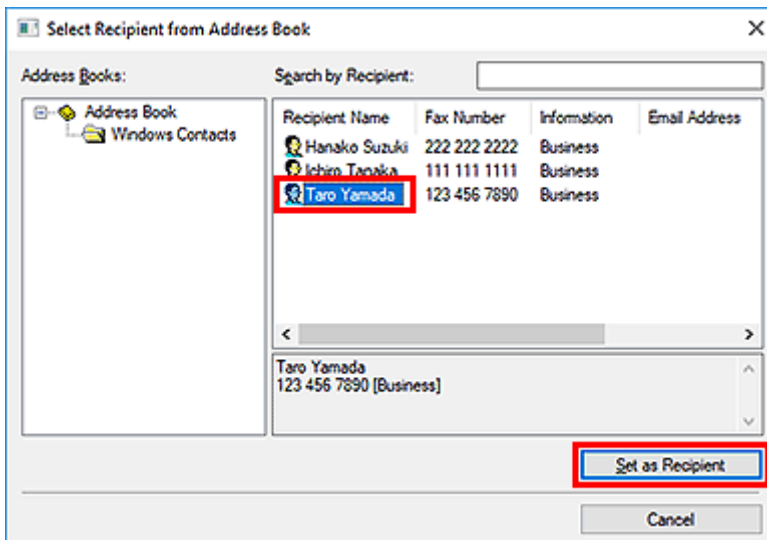 Select Recipient from Address Book
Address Books:
Search by Recipient:
Address Book
Windows Contacts
Recipient Name Fax Number Information Email Address
Hanako Suzuki 222 222 2222 Business
Ichiro Tanaka 111 111 1111 Business
Taro Yamada 123 456 7890 Business
Taro Yamada
123 456 7890 [Business]
Set as Recipient
Cancel